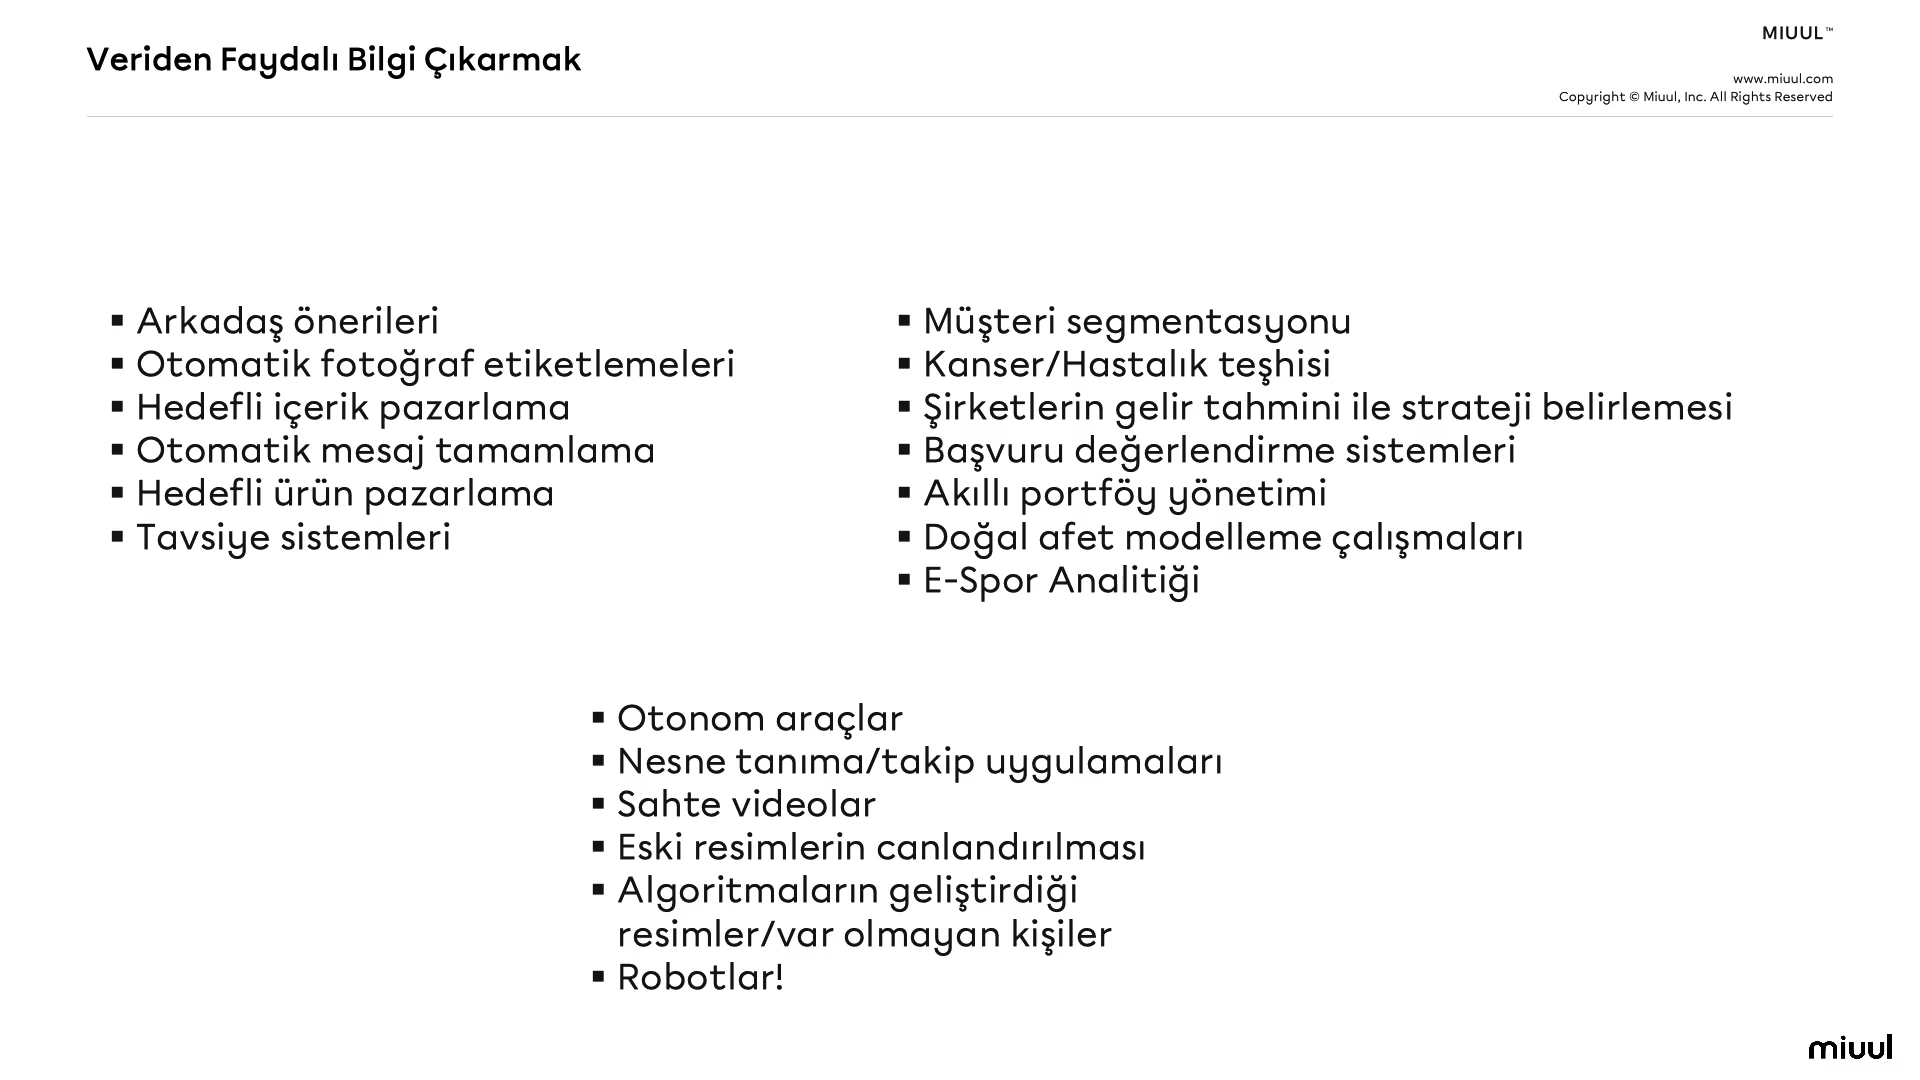 Veriden Faydalı Bilgi Çıkarmak
MIUUL™
www.miuul.com
Copyright © Miuul, Inc. All Rights Reserved
▪ Arkadaş önerileri
▪ Otomatik fotoğraf etiketlemeleri
▪ Hedefli içerik pazarlama
▪ Otomatik mesaj tamamlama
▪ Hedefli ürün pazarlama
▪ Tavsiye sistemleri
▪ Müşteri segmentasyonu
▪ Kanser/Hastalık teşhisi
▪ Şirketlerin gelir tahmini ile strateji belirlemesi
▪ Başvuru değerlendirme sistemleri
▪ Akıllı portföy yönetimi
▪ Doğal afet modelleme çalışmaları
▪ E-Spor Analitiği
▪ Otonom araçlar
▪ Nesne tanıma/takip uygulamaları
▪ Sahte videolar
▪ Eski resimlerin canlandırılması
▪ Algoritmaların geliştirdiği
resimler/var olmayan kişiler
▪ Robotlar!
miuul